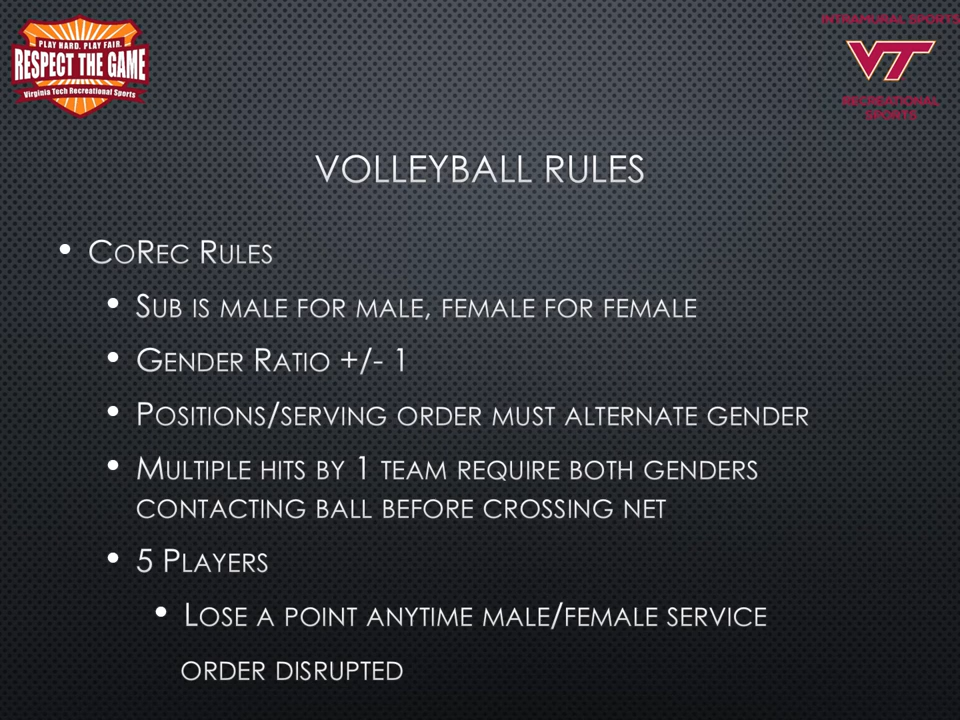 PLAY HARD. PLAY FAIR.
RESPECT THE GAME
Virginia Tech Recreational Sports
INTRAMURAL SPORTS
VT
RECREATIONAL
SPORTS
VOLLEYBALL RULES
• CoRec Rules
• Sub is male for male, female for female
• Gender Ratio +/- 1
• Positions/serving order must alternate gender
• Multiple hits by 1 team require both genders
contacting ball before crossing net
• 5 Players
• Lose a point anytime male/female service
order disrupted